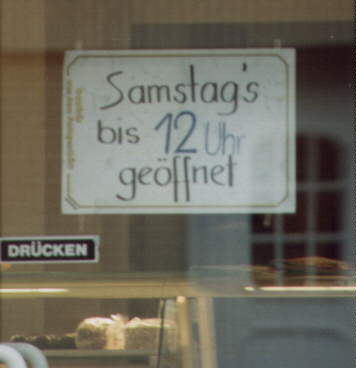 Samstag's
bis 12 Uhr
geöffnet
DRÜCKEN